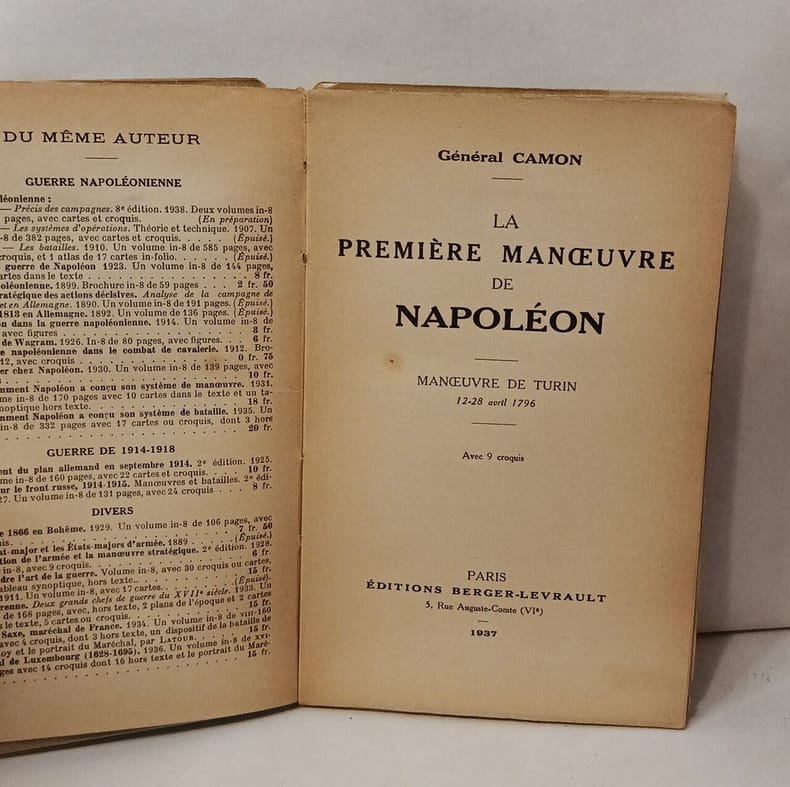 DU MÊME AUTEUR
GUERRE NAPOLÉONIENNE
léonienne :
— Précis des campagnes. 8e édition. 1938. Deux volumes in-8
pages, avec cartes et croquis. (En préparation)
— Les systèmes d'opérations. Théorie et technique. 1907. Un
-8 de 382 pages, avec cartes et croquis. . . . . (Épuisé.)
— Les batailles. 1910. Un volume in-8 de 585 pages, avec
croquis, et 1 atlas de 17 cartes in-folio. . . . . (Épuisé.)
guerre de Napoléon 1923. Un volume in-8 de 144 pages,
artes dans le texte . . . . . . . . . 8 fr.
oléonienne. 1899. Brochure in-8 de 59 pages . . . 2 fr. 50
ratégique des actions décisives. Analyse de la campagne de
et en Allemagne. 1890. Un volume in-8 de 191 pages. (Épuisé.)
1813 en Allemagne. 1892. Un volume de 136 pages. (Épuisé.)
on dans la guerre napoléonienne. 1914. Un volume in-8 de
avec figures . . . . . . . . . 3 fr.
de Wagram. 1926. In-8 de 80 pages, avec figures. . . 6 fr.
e napoléonienne dans le combat de cavalerie. 1912. Bro-
12, avec croquis . . . . . . . . 0 fr. 75
er chez Napoléon. 1930. Un volume in-8 de 139 pages, avec
. . . . . . . . . . 10 fr.
mment Napoléon a conçu son système de manœuvre. 1931.
me in-8 de 170 pages avec 10 cartes dans le texte et un ta-
noptique hors texte. . . . . . . . 18 fr.
mment Napoléon a conçu son système de bataille. 1935. Un
in-8 de 332 pages avec 17 cartes ou croquis, dont 3 hors
. . . . . . . . . . 20 fr.
GUERRE DE 1914-1918
ent du plan allemand en septembre 1914. 2e édition. 1925.
me in-8 de 160 pages, avec 22 cartes et croquis. . . . 10 fr.
ur le front russe, 1914-1915. Manœuvres et batailles. 2e édi-
27. Un volume in-8 de 131 pages, avec 24 croquis . . . 8 fr.
DIVERS
e 1866 en Bohême. 1929. Un volume in-8 de 106 pages, avec
is. . . . . . . . . . 7 fr. 50
at-major et les États-majors d'armée. 1889 . . . . (Épuisé.)
tion de l'armée et la manœuvre stratégique. 2e édition. 1928.
in-8, avec 9 croquis. . . . . . . . 6 fr.
dre l'art de la guerre. Volume in-8, avec 30 croquis ou cartes,
ableau synoptique, hors texte. . . . . . . 15 fr.
1911. Un volume in-8, avec 17 cartes. . . . . (Épuisé).
renne. Deux grands chefs de guerre du XVIIe siècle. 1933. Un
de 168 pages, avec, hors texte, 2 plans de l'époque et 2 cartes
s le texte, 5 cartes ou croquis. . . . . . . 15 fr.
Saxe, maréchal de France. 1934. Un volume in-8 de VIII-160
avec 4 croquis, dont 3 hors texte, un dispositif de la bataille de
oy et le portrait du Maréchal, par LATOUR. . . . . 15 fr.
al de Luxembourg (1628-1695). 1936. Un volume in-8 de XVI-
ges avec 14 croquis dont 16 hors texte et le portrait du Maré-
. . . . . . . . . . 15 fr.
Général CAMON
LA
PREMIÈRE MANŒUVRE
DE
NAPOLÉON
MANŒUVRE DE TURIN
12-28 avril 1796
Avec 9 croquis
PARIS
ÉDITIONS BERGER-LEVRAULT
5, Rue Auguste-Comte (VIe)
1937